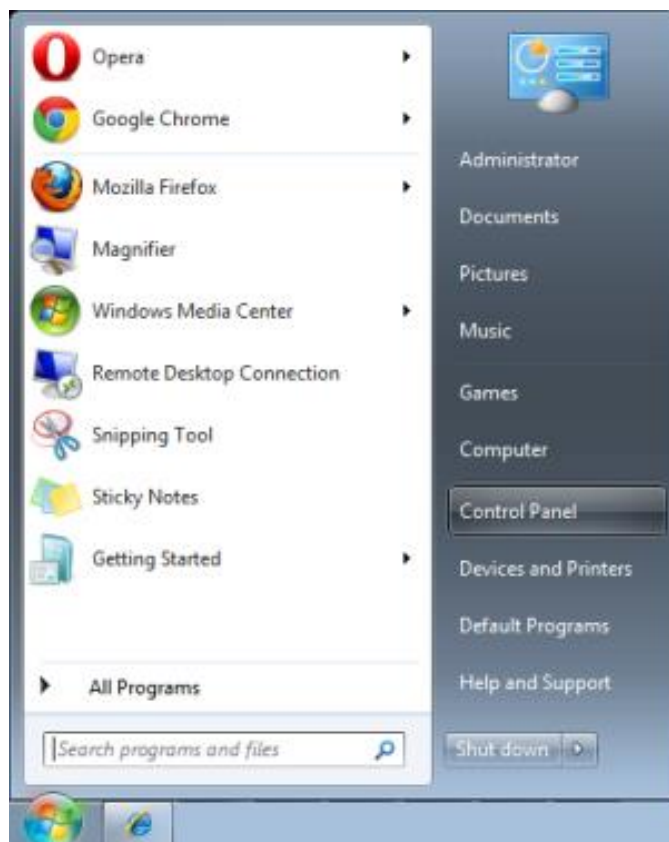 Opera
Google Chrome
Mozilla Firefox
Magnifier
Windows Media Center
Remote Desktop Connection
Snipping Tool
Sticky Notes
Getting Started
All Programs
Search programs and files
Administrator
Documents
Pictures
Music
Games
Computer
Control Panel
Devices and Printers
Default Programs
Help and Support
Shut down